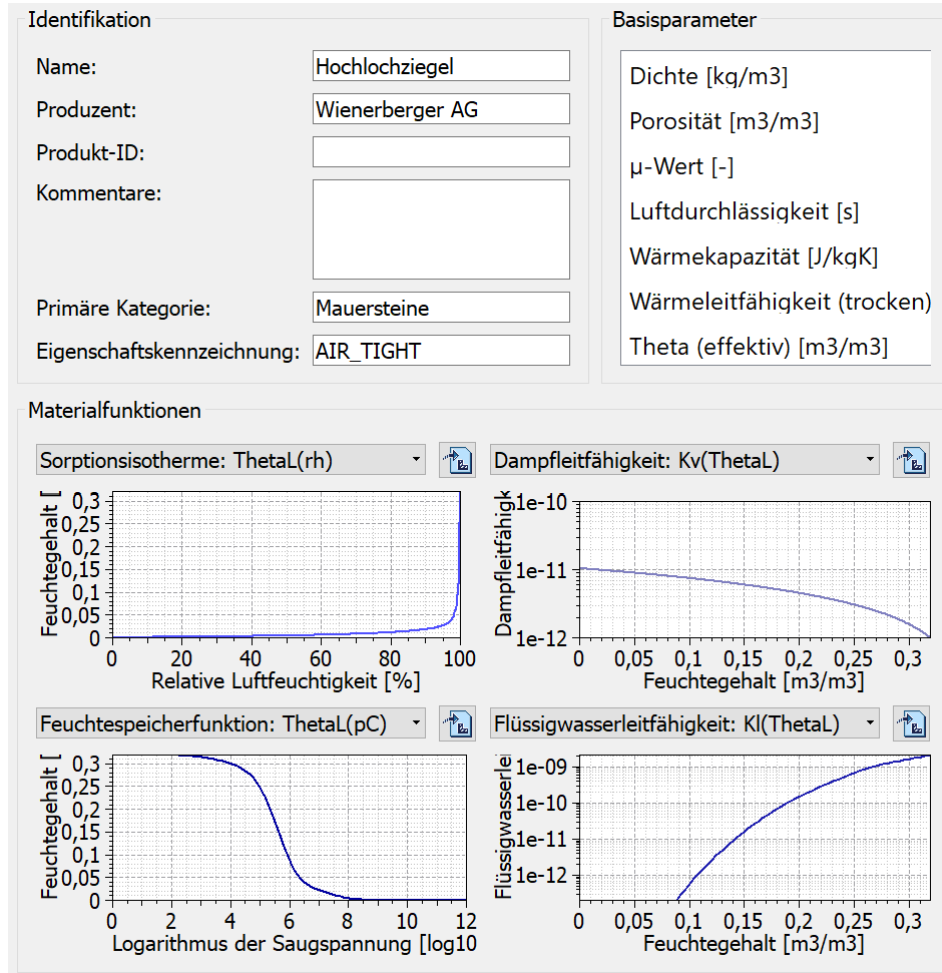 Identifikation
Name:
Hochlochziegel
Produzent:
Wienerberger AG
Produkt-ID:
Kommentare:
Primäre Kategorie:
Mauersteine
Eigenschaftskennzeichnung:
AIR_TIGHT
Basisparameter
Dichte [kg/m3]
Porosität [m3/m3]
µ-Wert [-]
Luftdurchlässigkeit [s]
Wärmekapazität [J/kgK]
Wärmeleitfähigkeit (trocken)
Theta (effektiv) [m3/m3]
Materialfunktionen
Sorptionsisotherme: ThetaL(rh)
Feuchtegehalt [
0,3
0,25
0,2
0,15
0,1
0,05
0
0 20 40 60 80 100
Relative Luftfeuchtigkeit [%]
Dampfleitfähigkeit: Kv(ThetaL)
Dampfleitfähigk
1e-10
1e-11
1e-12
0 0,05 0,1 0,15 0,2 0,25 0,3
Feuchtegehalt [m3/m3]
Feuchtespeicherfunktion: ThetaL(pC)
Feuchtegehalt [
0,3
0,25
0,2
0,15
0,1
0,05
0
0 2 4 6 8 10 12
Logarithmus der Saugspannung [log10
Flüssigwasserleitfähigkeit: Kl(ThetaL)
Flüssigwasserle
1e-09
1e-10
1e-11
1e-12
0 0,05 0,1 0,15 0,2 0,25 0,3
Feuchtegehalt [m3/m3]